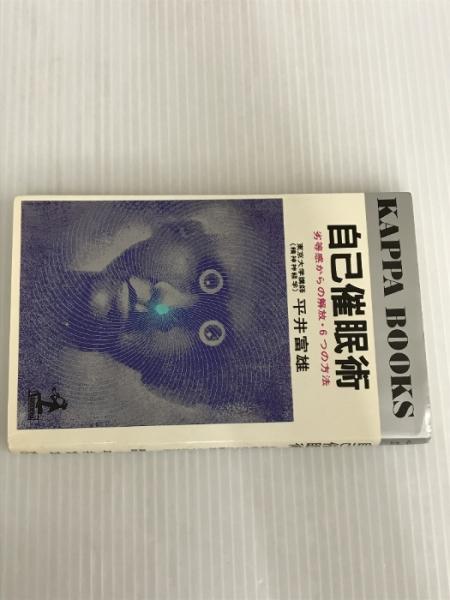 KAPPA BOOKS
自己催眠術
劣等感からの解放・6つの方法
東京大学講師
(精神神経学)
平井富雄